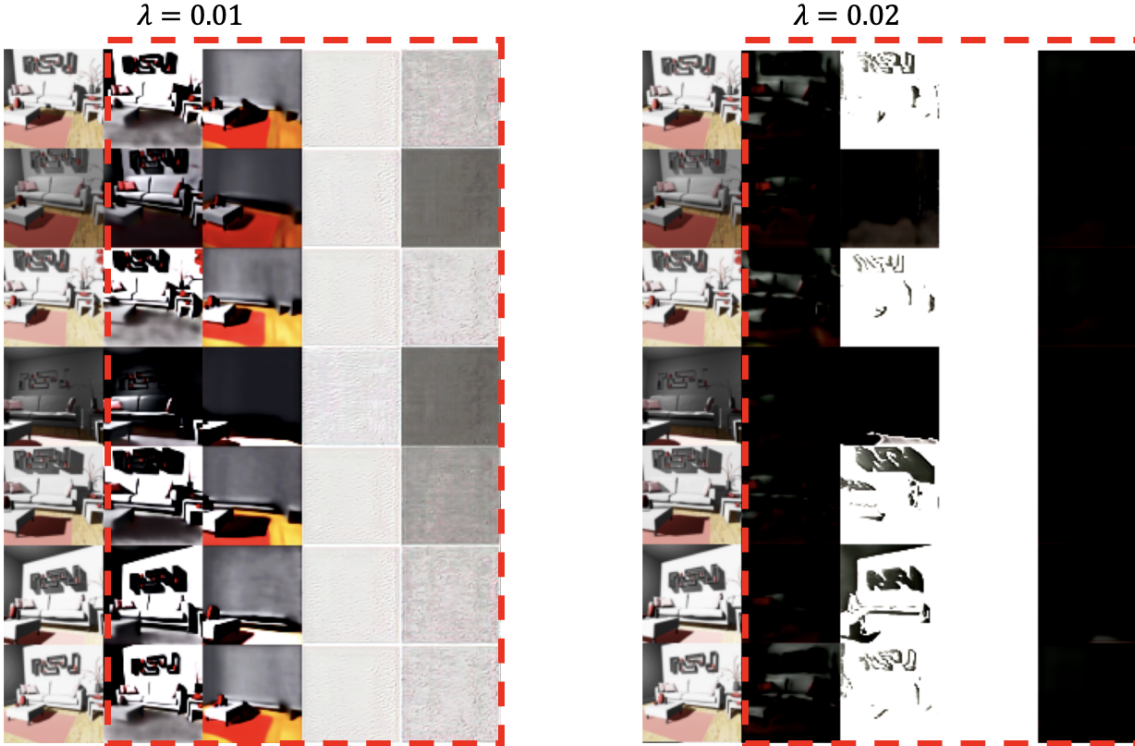 λ = 0.01
λ = 0.02